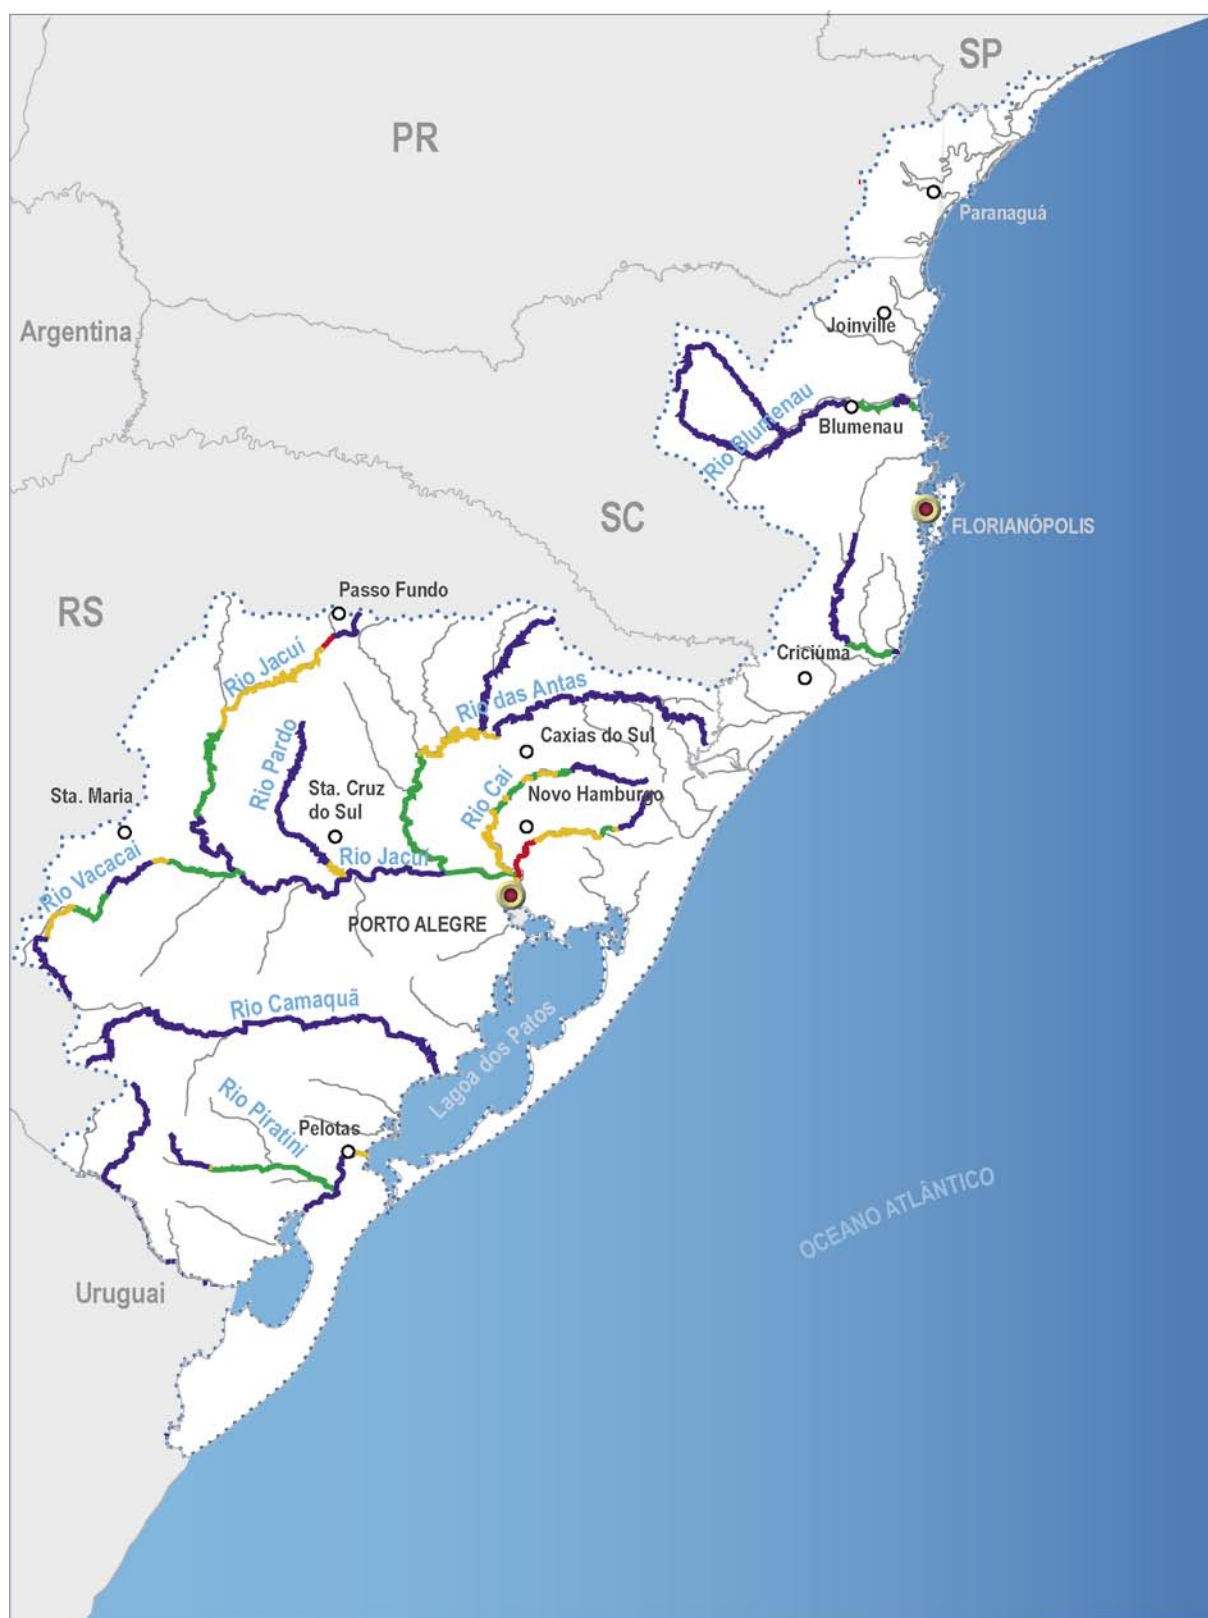 SP
PR
Paranaguá
Argentina
Joinville
Rio Blumenau
Blumenau
SC
FLORIANÓPOLIS
RS
Passo Fundo
Criciúma
Rio Jacuí
Rio das Antas
Rio Pardo
Caxias do Sul
Sta. Maria
Sta. Cruz
do Sul
Rio Caí
Novo Hamburgo
Rio Vacacaí
Rio Jacuí
PORTO ALEGRE
Rio Camaquã
Lagoa dos Patos
Rio Piratini
Pelotas
OCEANO ATLÂNTICO
Uruguai